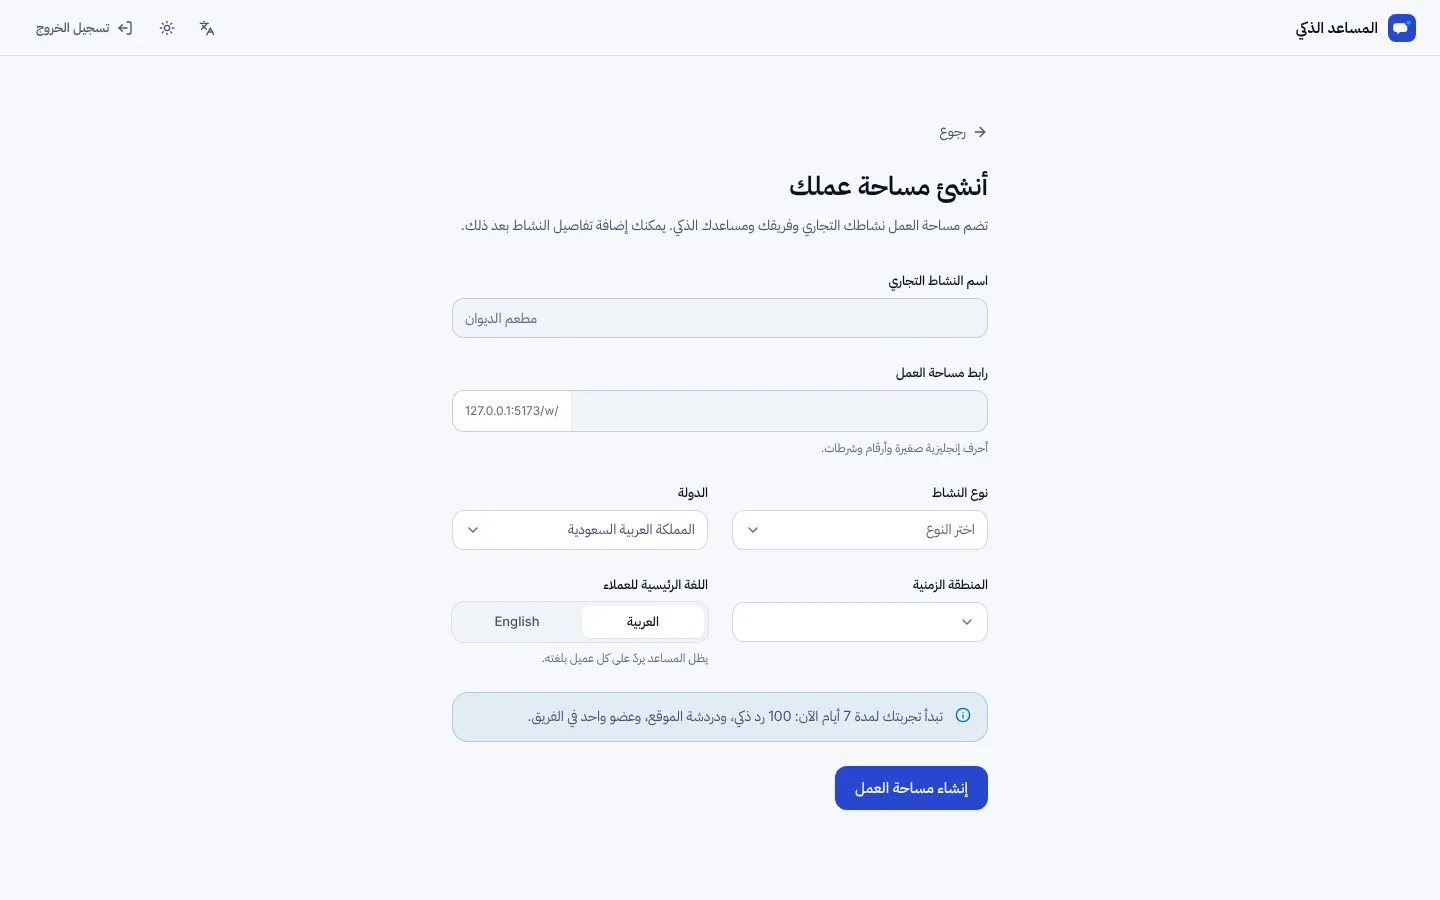 المساعد الذكي
تسجيل الخروج
رجوع
أنشئ مساحة عملك
تضم مساحة العمل نشاطك التجاري وفريقك ومساعدك الذكي. يمكنك إضافة تفاصيل النشاط بعد ذلك.
اسم النشاط التجاري
مطعم الديوان
رابط مساحة العمل
127.0.0.1:5173/w/
أحرف إنجليزية صغيرة وأرقام وشرطات.
نوع النشاط
اختر النوع
الدولة
المملكة العربية السعودية
المنطقة الزمنية
اللغة الرئيسية للعملاء
العربية
English
يظل المساعد يردّ على كل عميل بلغته.
تبدأ تجربتك لمدة 7 أيام الآن: 100 رد ذكي، ودردشة الموقع، وعضو واحد في الفريق.
إنشاء مساحة العمل